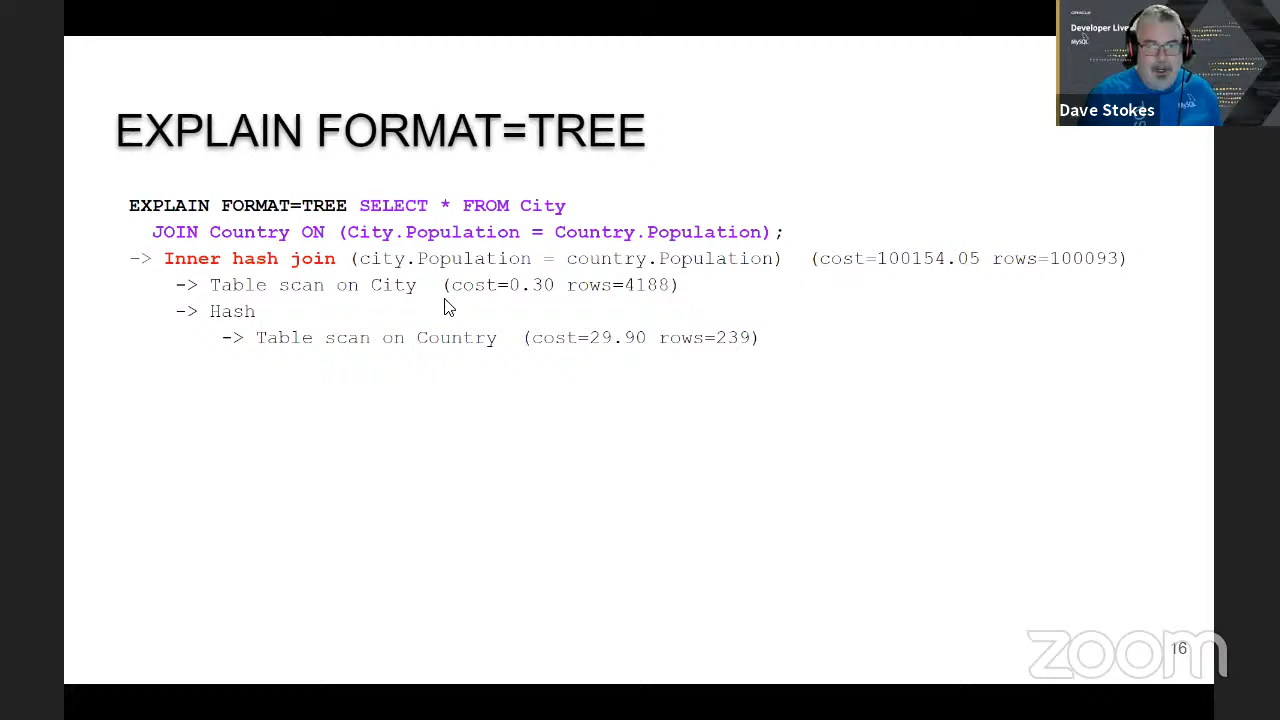 ORACLE
Developer Live
MySQL
MySQL
Dave Stokes
EXPLAIN FORMAT=TREE
EXPLAIN FORMAT=TREE SELECT * FROM City
JOIN Country ON (City.Population = Country.Population);
-> Inner hash join (city.Population = country.Population) (cost=100154.05 rows=100093)
-> Table scan on City (cost=0.30 rows=4188)
-> Hash
-> Table scan on Country (cost=29.90 rows=239)
zoom
16